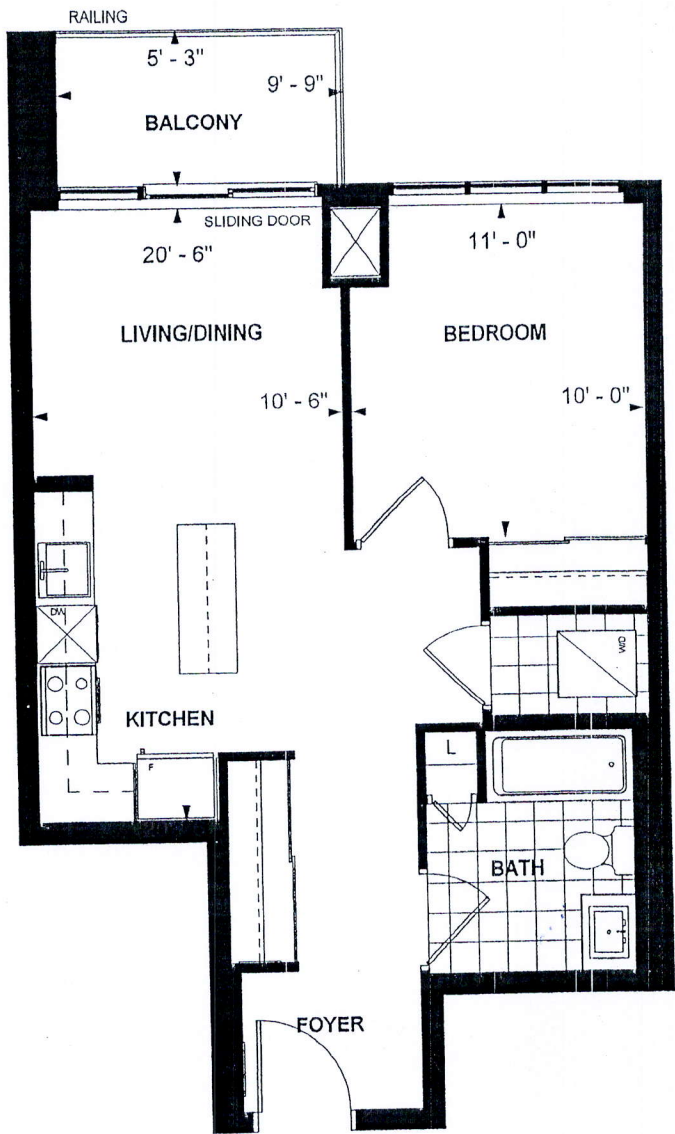 RAILING
5' - 3"
9' - 9"
BALCONY
SLIDING DOOR
20' - 6"
11' - 0"
LIVING/DINING
BEDROOM
10' - 6"
10' - 0"
DW
W/D
KITCHEN
F
L
BATH
FOYER